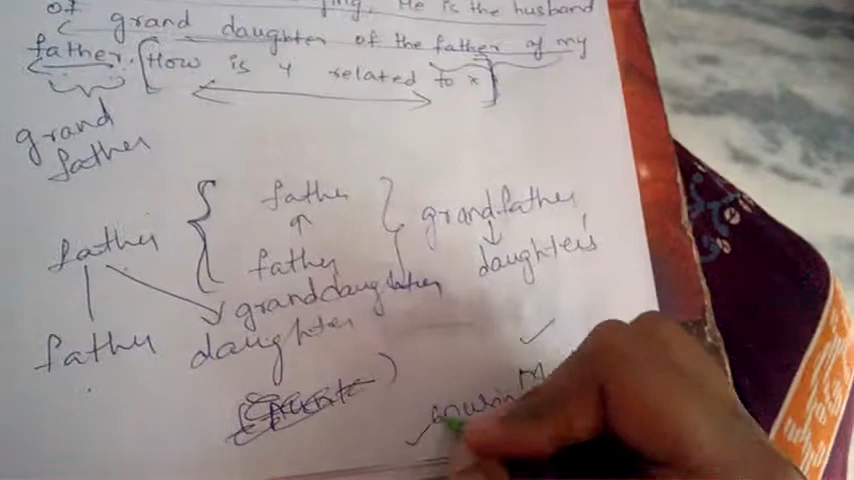 of He is the husband
grand daughter of the father of my
father. [How is y related to x]
grand
father
father { father } grandfather
father daughter's
granddaughter
father daughter